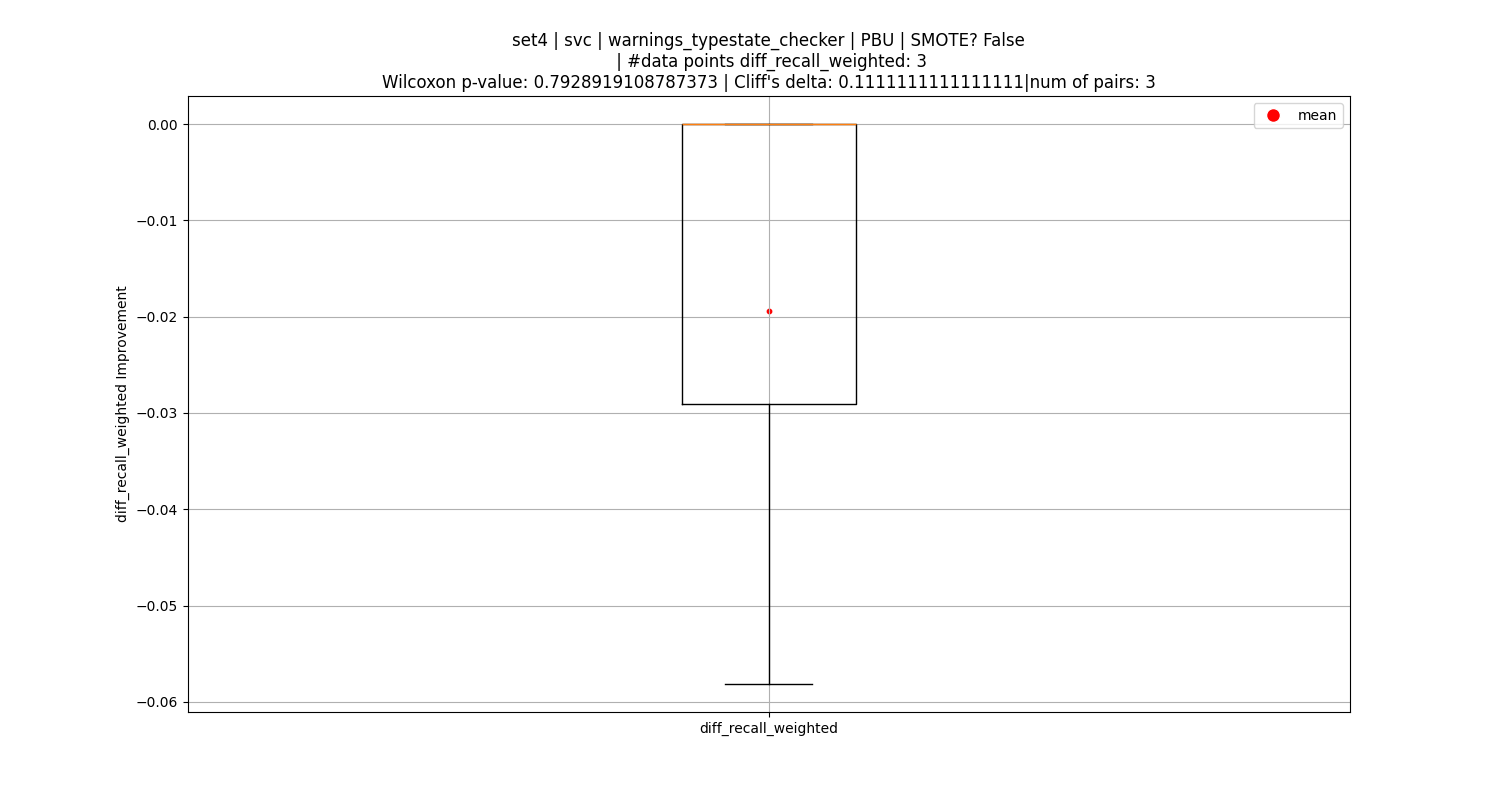 set4 | svc | warnings_typestate_checker | PBU | SMOTE? False
| #data points diff_recall_weighted: 3
Wilcoxon p-value: 0.7928919108787373 | Cliff's delta: 0.1111111111111111|num of pairs: 3
mean
0.00
−0.01
−0.02
−0.03
−0.04
−0.05
−0.06
diff_recall_weighted Improvement
diff_recall_weighted